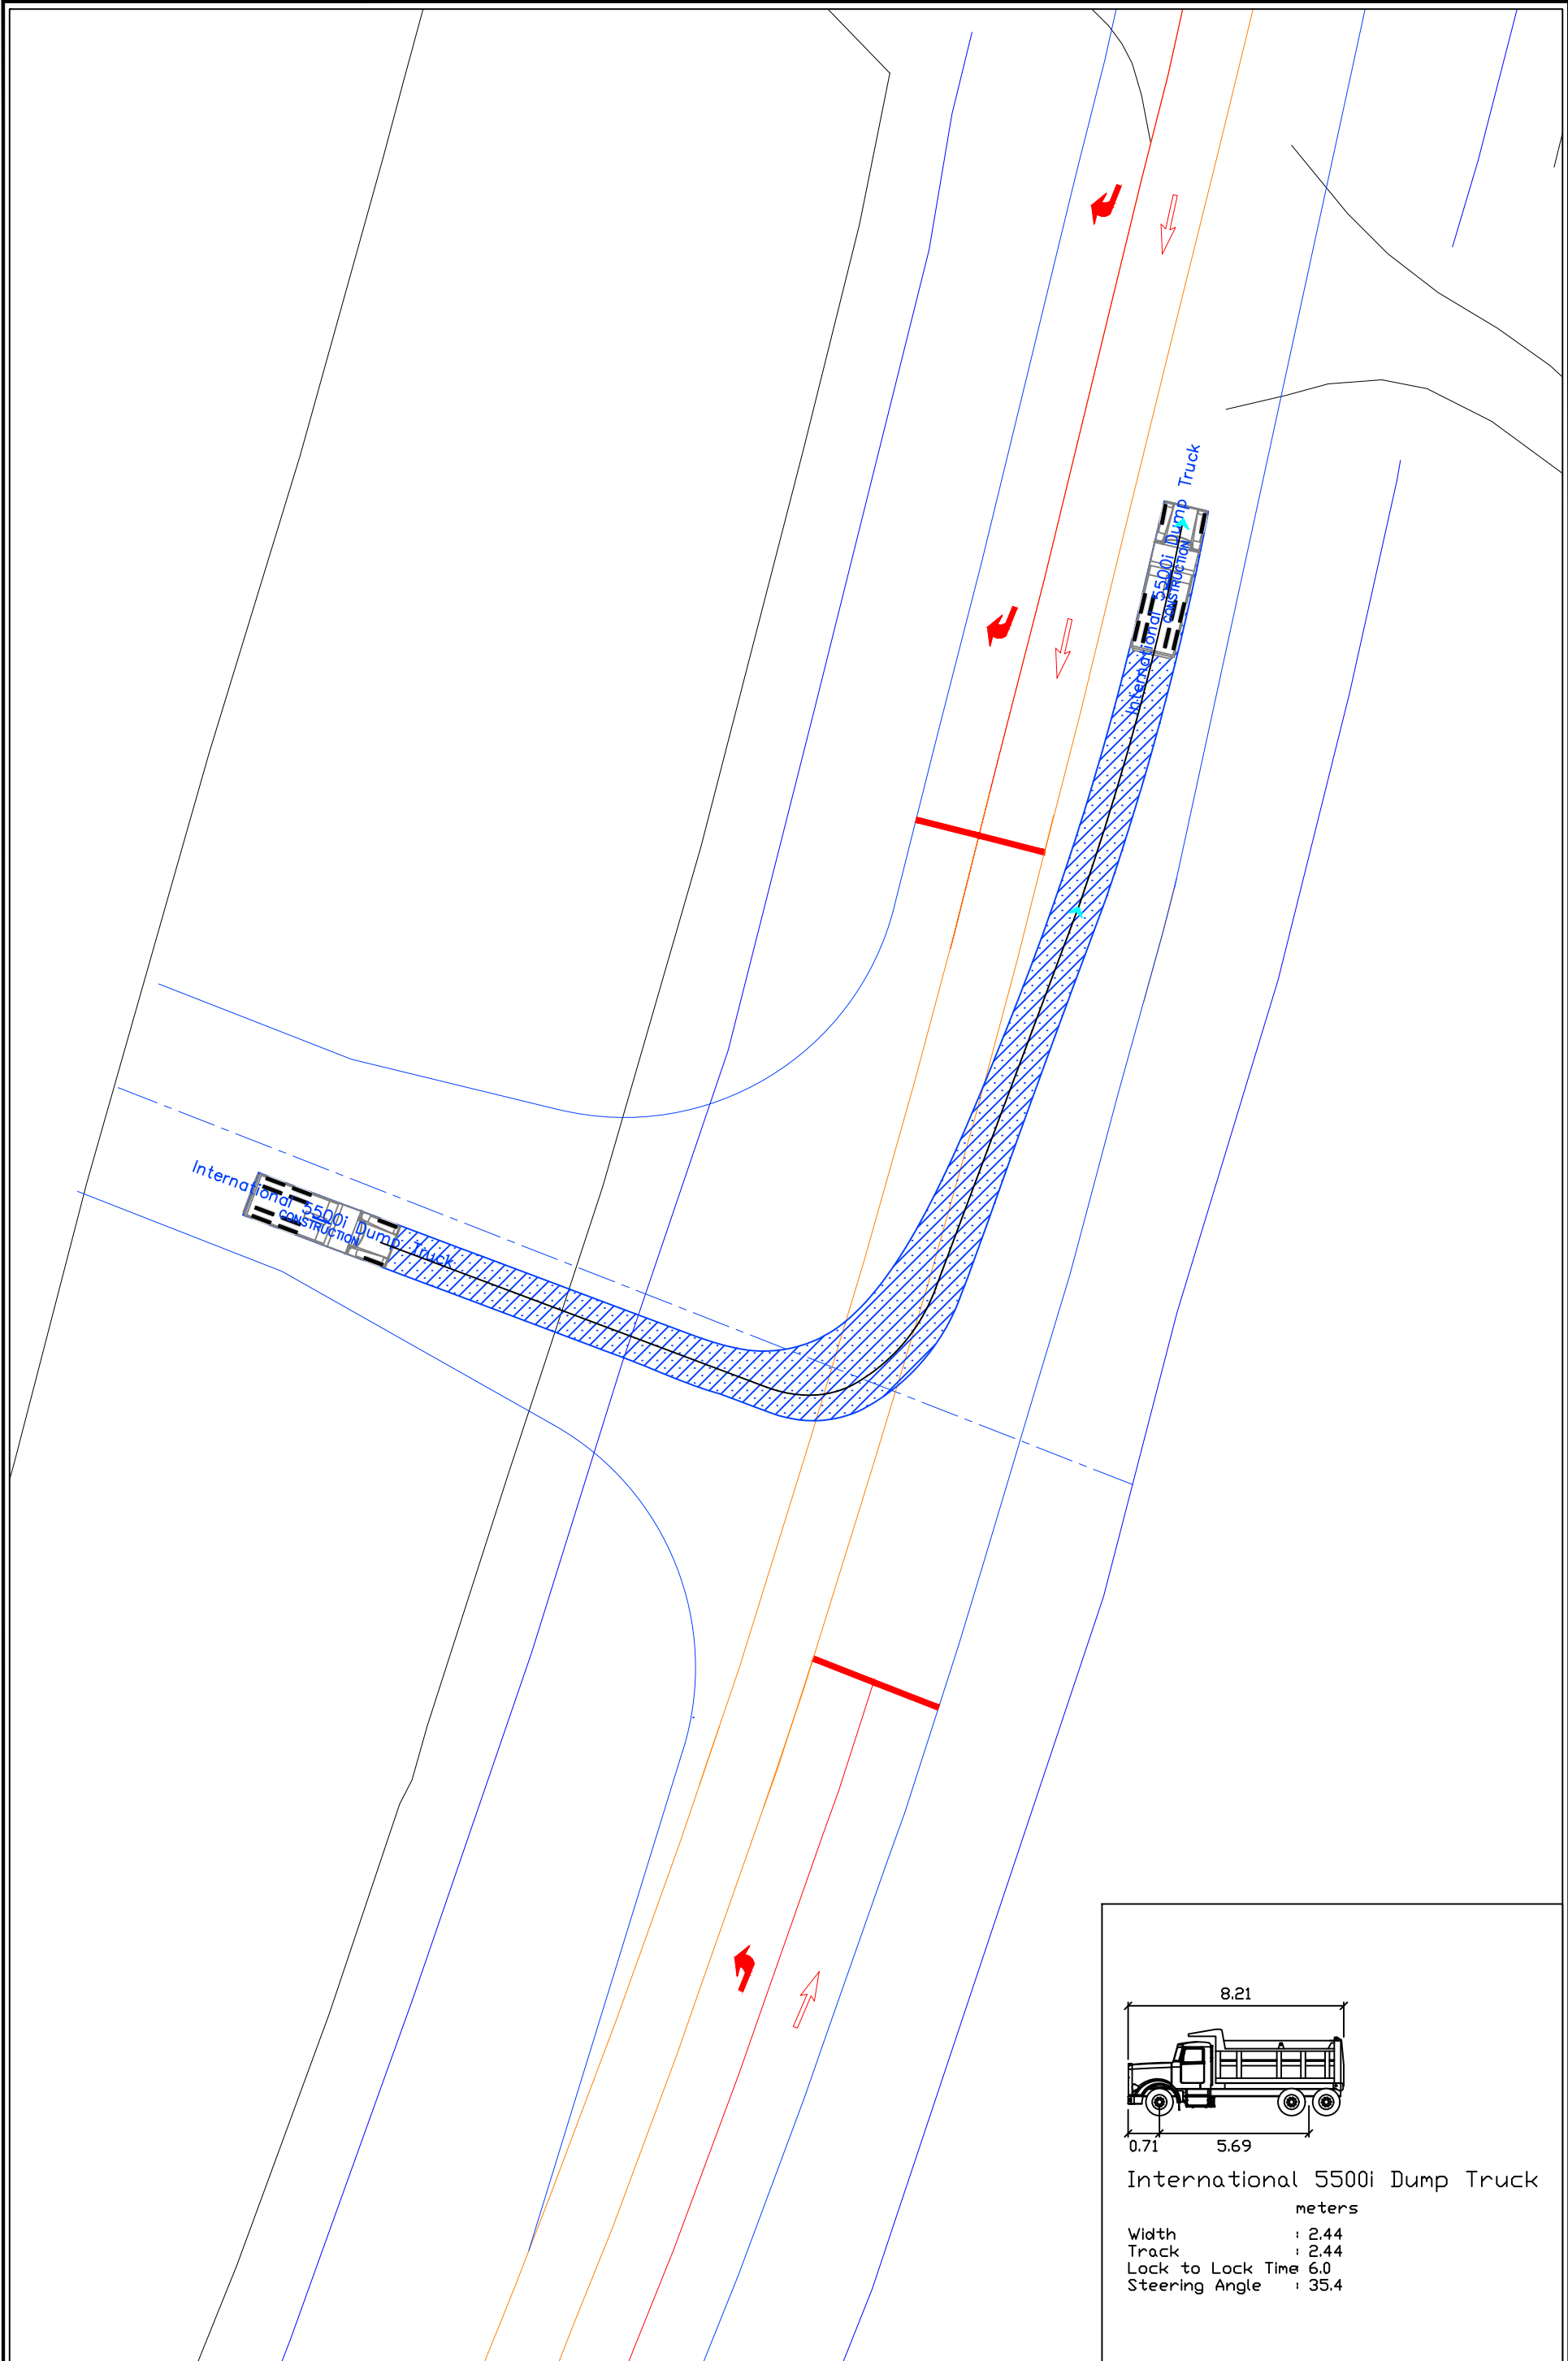 International 5500i Dump Truck
CONSTRUCTION
International 5500i Dump Truck
CONSTRUCTION
8.21
0.71 5.69
International 5500i Dump Truck
meters
Width : 2.44
Track : 2.44
Lock to Lock Time : 6.0
Steering Angle : 35.4